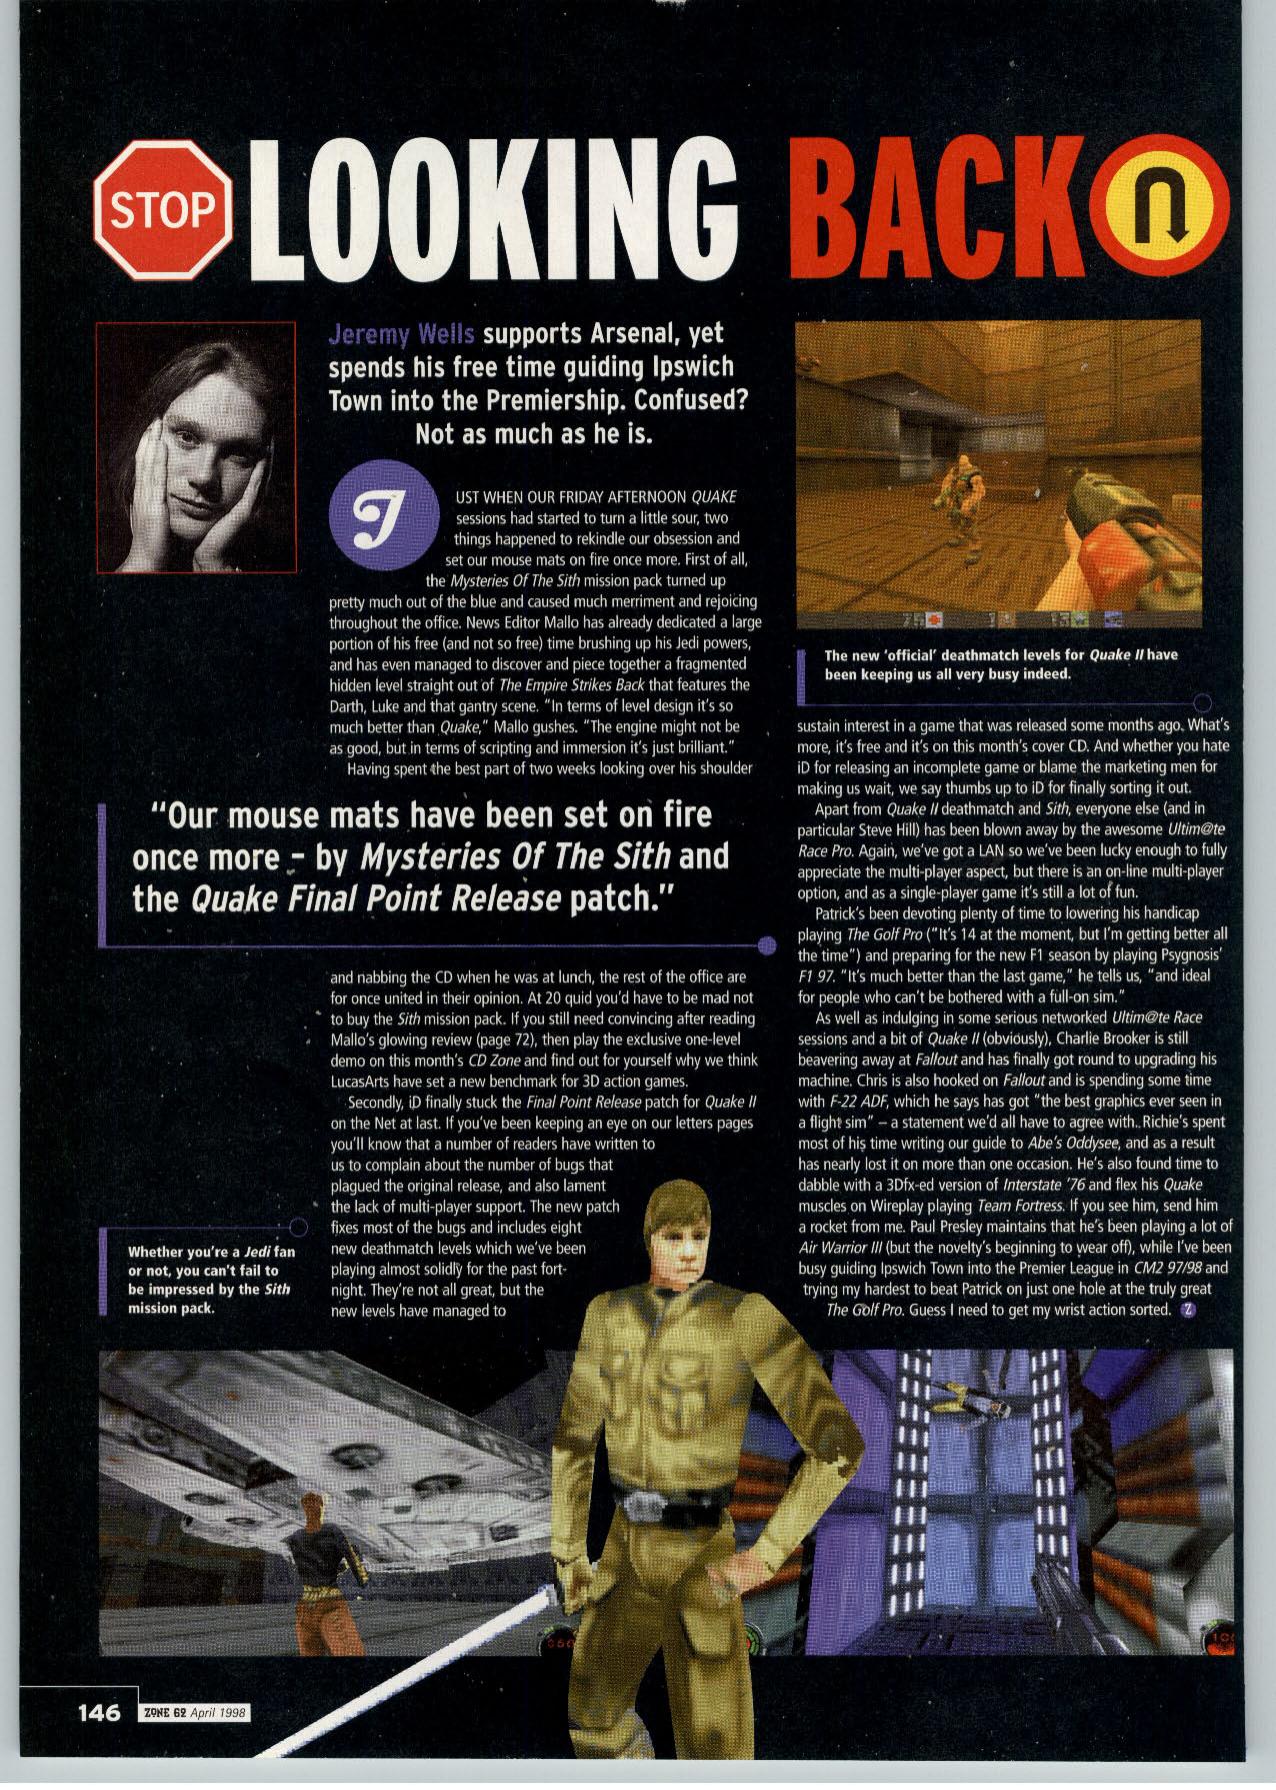 STOP LOOKING BACK
Jeremy Wells supports Arsenal, yet
spends his free time guiding Ipswich
Town into the Premiership. Confused?
Not as much as he is.
J
UST WHEN OUR FRIDAY AFTERNOON QUAKE
sessions had started to turn a little sour, two
things happened to rekindle our obsession and
set our mouse mats on fire once more. First of all,
the Mysteries Of The Sith mission pack turned up
pretty much out of the blue and caused much merriment and rejoicing
throughout the office. News Editor Mallo has already dedicated a large
portion of his free (and not so free) time brushing up his Jedi powers,
and has even managed to discover and piece together a fragmented
hidden level straight out of The Empire Strikes Back that features the
Darth, Luke and that gantry scene. “In terms of level design it’s so
much better than Quake,” Mallo gushes. “The engine might not be
as good, but in terms of scripting and immersion it’s just brilliant.”
Having spent the best part of two weeks looking over his shoulder
“Our mouse mats have been set on fire
once more – by Mysteries Of The Sith and
the Quake Final Point Release patch.”
and nabbing the CD when he was at lunch, the rest of the office are
for once united in their opinion. At 20 quid you’d have to be mad not
to buy the Sith mission pack. If you still need convincing after reading
Mallo’s glowing review (page 72), then play the exclusive one-level
demo on this month’s CD Zone and find out for yourself why we think
LucasArts have set a new benchmark for 3D action games.
Secondly, iD finally stuck the Final Point Release patch for Quake II
on the Net at last. If you’ve been keeping an eye on our letters pages
you’ll know that a number of readers have written to
us to complain about the number of bugs that
plagued the original release, and also lament
the lack of multi-player support. The new patch
fixes most of the bugs and includes eight
new deathmatch levels which we’ve been
playing almost solidly for the past fort-
night. They’re not all great, but the
new levels have managed to
Whether you’re a Jedi fan
or not, you can’t fail to
be impressed by the Sith
mission pack.
The new ‘official’ deathmatch levels for Quake II have
been keeping us all very busy indeed.
sustain interest in a game that was released some months ago. What’s
more, it’s free and it’s on this month’s cover CD. And whether you hate
iD for releasing an incomplete game or blame the marketing men for
making us wait, we say thumbs up to iD for finally sorting it out.
Apart from Quake II deathmatch and Sith, everyone else (and in
particular Steve Hill) has been blown away by the awesome Ultim@te
Race Pro. Again, we’ve got a LAN so we’ve been lucky enough to fully
appreciate the multi-player aspect, but there is an on-line multi-player
option, and as a single-player game it’s still a lot of fun.
Patrick’s been devoting plenty of time to lowering his handicap
playing The Golf Pro (“It’s 14 at the moment, but I’m getting better all
the time”) and preparing for the new F1 season by playing Psygnosis’
F1 97. “It’s much better than the last game,” he tells us, “and ideal
for people who can’t be bothered with a full-on sim.”
As well as indulging in some serious networked Ultim@te Race
sessions and a bit of Quake II (obviously), Charlie Brooker is still
beavering away at Fallout and has finally got round to upgrading his
machine. Chris is also hooked on Fallout and is spending some time
with F-22 ADF, which he says has got “the best graphics ever seen in
a flight sim” – a statement we’d all have to agree with. Richie’s spent
most of his time writing our guide to Abe’s Oddysee, and as a result
has nearly lost it on more than one occasion. He’s also found time to
dabble with a 3Dfx-ed version of Interstate ’76 and flex his Quake
muscles on Wireplay playing Team Fortress. If you see him, send him
a rocket from me. Paul Presley maintains that he’s been playing a lot of
Air Warrior III (but the novelty’s beginning to wear off), while I’ve been
busy guiding Ipswich Town into the Premier League in CM2 97/98 and
trying my hardest to beat Patrick on just one hole at the truly great
The Golf Pro. Guess I need to get my wrist action sorted. Z
146 ZONE 62 April 1998